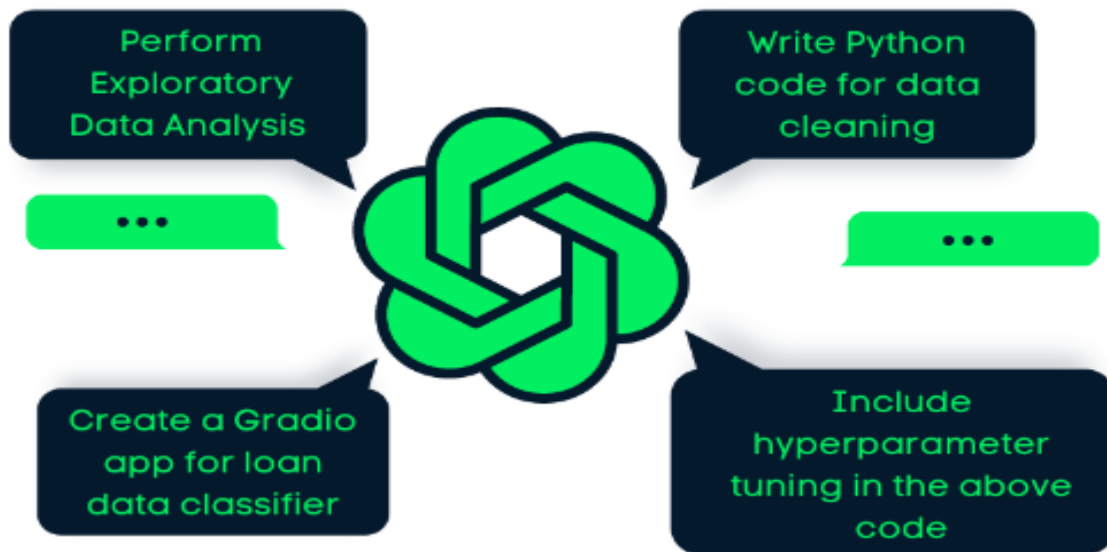 Perform
Exploratory
Data Analysis
Write Python
code for data
cleaning
Create a Gradio
app for loan
data classifier
Include
hyperparameter
tuning in the above
code